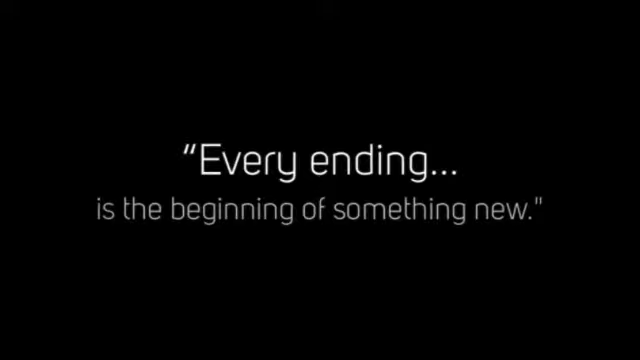 “Every ending...
is the beginning of something new."